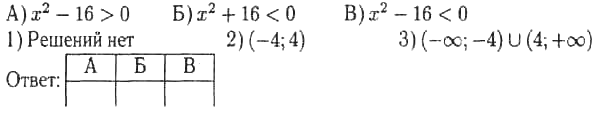 А) x² − 16 > 0 Б) x² + 16 < 0 В) x² − 16 < 0
1) Решений нет 2) (−4; 4) 3) (−∞; −4) ∪ (4; +∞)
Ответ: А Б В